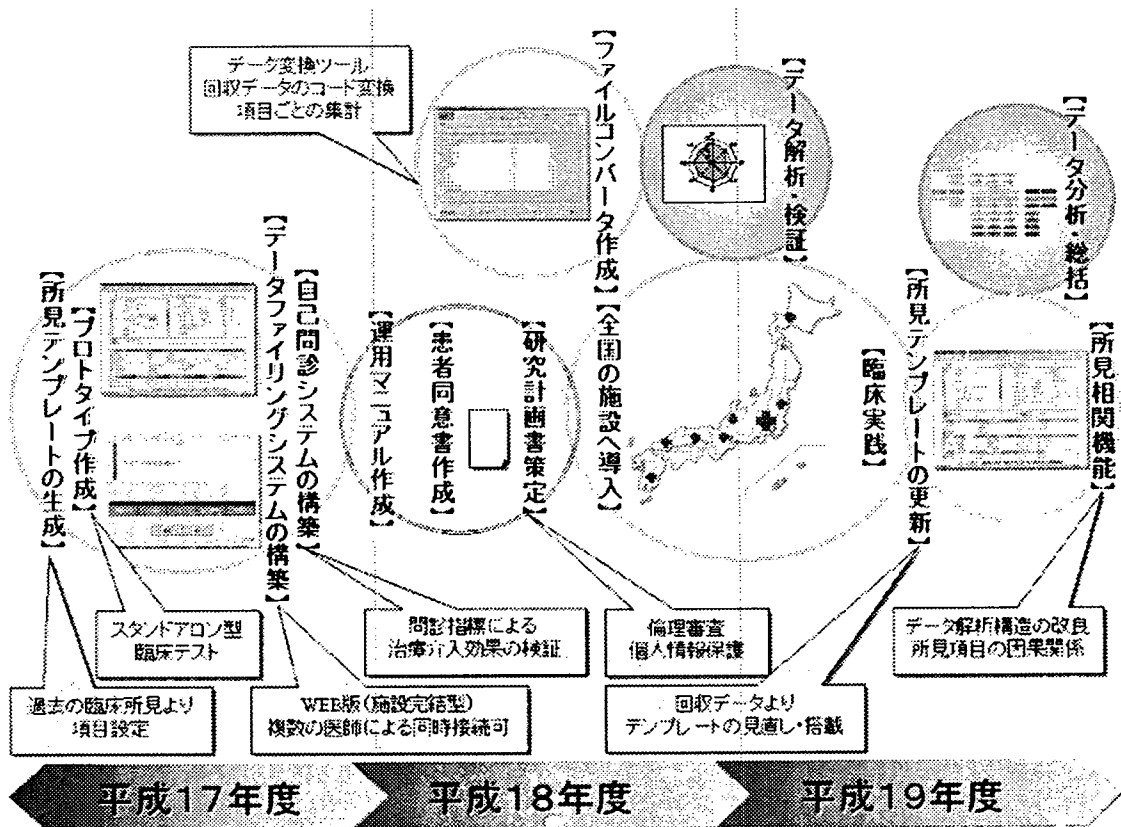 データ変換ツール
回収データのコード変換
項目ごとの集計
【ファイルコンバータ作成】
【データ解析・検証】
【データ分析・総括】
【所見テンプレートの生成】
【プロトタイプ作成】
【データファイリングシステムの構築】
【自己問診システムの構築】
【運用マニュアル作成】
【患者同意書作成】
【研究計画書策定】
【全国の施設へ導入】
【臨床実践】
【所見テンプレートの更新】
【所見相関機能】
スタンドアロン型
臨床テスト
問診指標による
治療介入効果の検証
倫理審査
個人情報保護
データ解析構造の改良
所見項目の因果関係
過去の臨床所見より
項目設定
WEB版(施設完結型)
複数の医師による同時接続可
回収データより
テンプレートの見直し・搭載
平成17年度
平成18年度
平成19年度